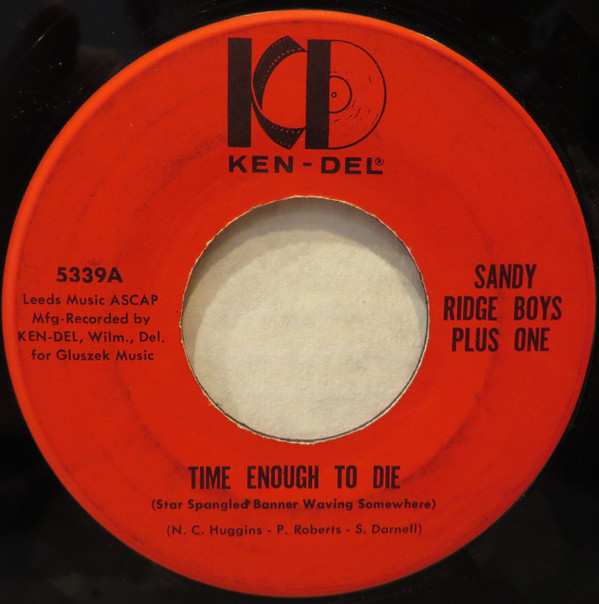 KD
KEN-DEL®
5339A
Leeds Music ASCAP
Mfg-Recorded by
KEN-DEL, Wilm., Del.
for Gluszek Music
SANDY
RIDGE BOYS
PLUS ONE
TIME ENOUGH TO DIE
(Star Spangled Banner Waving Somewhere)
(N. C. Huggins - P. Roberts - S. Darnell)